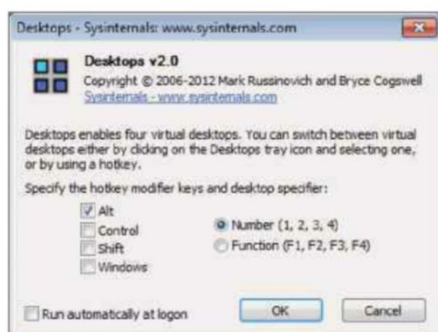 Desktops - Sysinternals: www.sysinternals.com
Desktops v2.0
Copyright © 2006-2012 Mark Russinovich and Bryce Cogswell
Sysinternals - www.sysinternals.com
Desktops enables four virtual desktops. You can switch between virtual
desktops either by clicking on the Desktops tray icon and selecting one,
or by using a hotkey.
Specify the hotkey modifier keys and desktop specifier:
Alt
Control
Shift
Windows
Number (1, 2, 3, 4)
Function (F1, F2, F3, F4)
Run automatically at logon
OK
Cancel